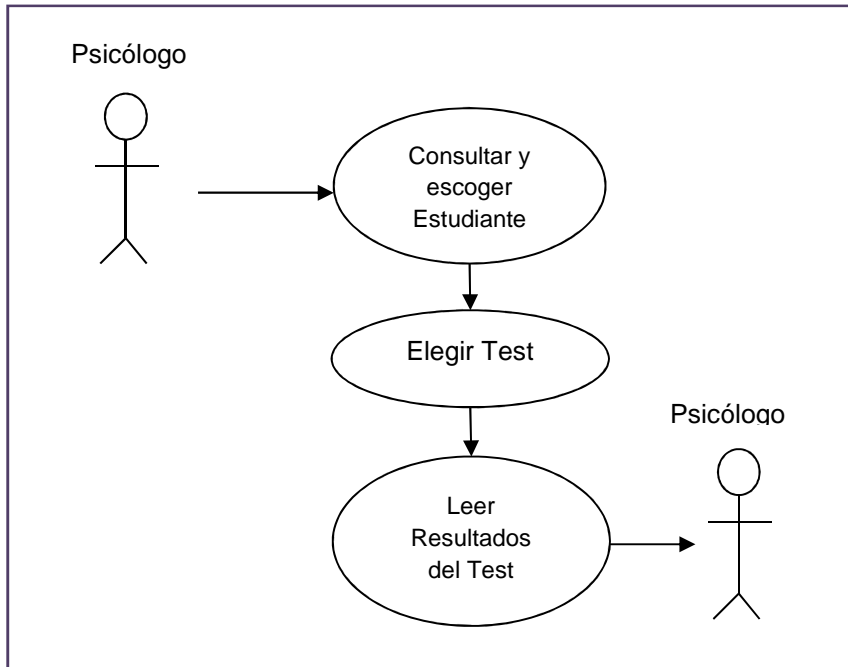 Psicólogo
Consultar y
escoger
Estudiante
Elegir Test
Psicólogo
Leer
Resultados
del Test